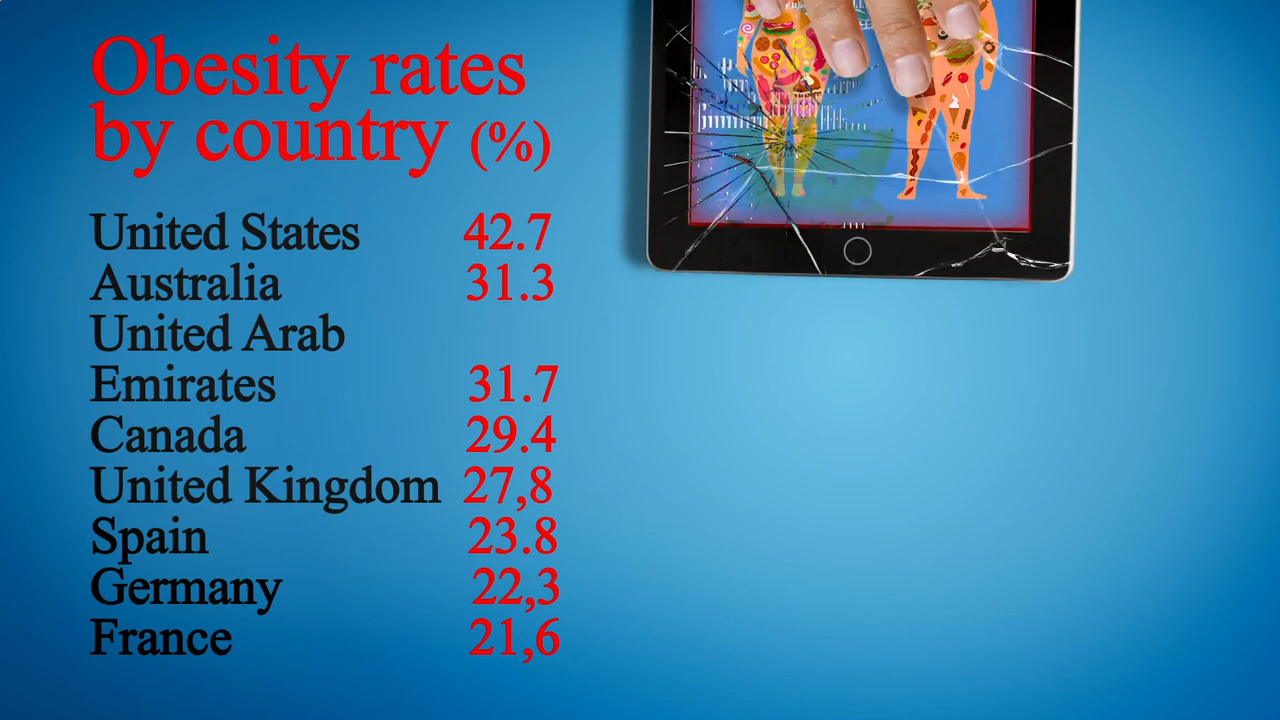 Obesity rates
by country (%)
United States 42.7
Australia 31.3
United Arab
Emirates 31.7
Canada 29.4
United Kingdom 27,8
Spain 23.8
Germany 22,3
France 21,6